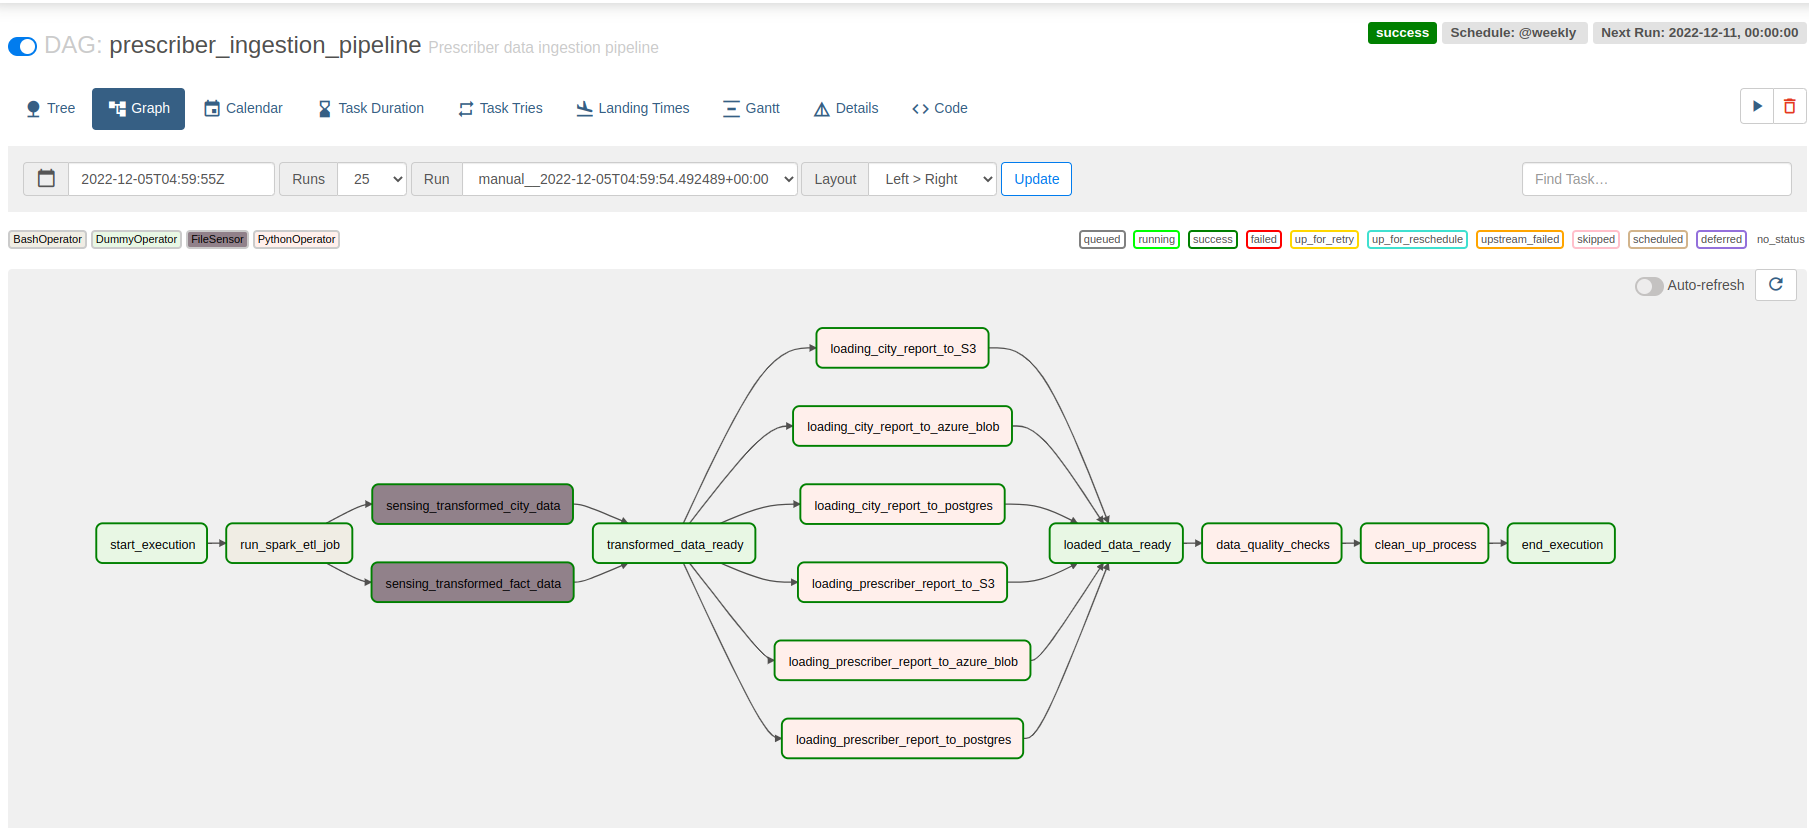 DAG: prescriber_ingestion_pipeline Prescriber data ingestion pipeline
success Schedule: @weekly Next Run: 2022-12-11, 00:00:00
Tree Graph Calendar Task Duration Task Tries Landing Times Gantt Details Code
2022-12-05T04:59:55Z Runs 25 Run manual__2022-12-05T04:59:54.492489+00:00 Layout Left > Right Update Find Task…
BashOperator DummyOperator FileSensor PythonOperator queued running success failed up_for_retry up_for_reschedule upstream_failed skipped scheduled deferred no_status
Auto-refresh
loading_city_report_to_S3
loading_city_report_to_azure_blob
sensing_transformed_city_data loading_city_report_to_postgres
start_execution run_spark_etl_job transformed_data_ready loaded_data_ready data_quality_checks clean_up_process end_execution
sensing_transformed_fact_data loading_prescriber_report_to_S3
loading_prescriber_report_to_azure_blob
loading_prescriber_report_to_postgres